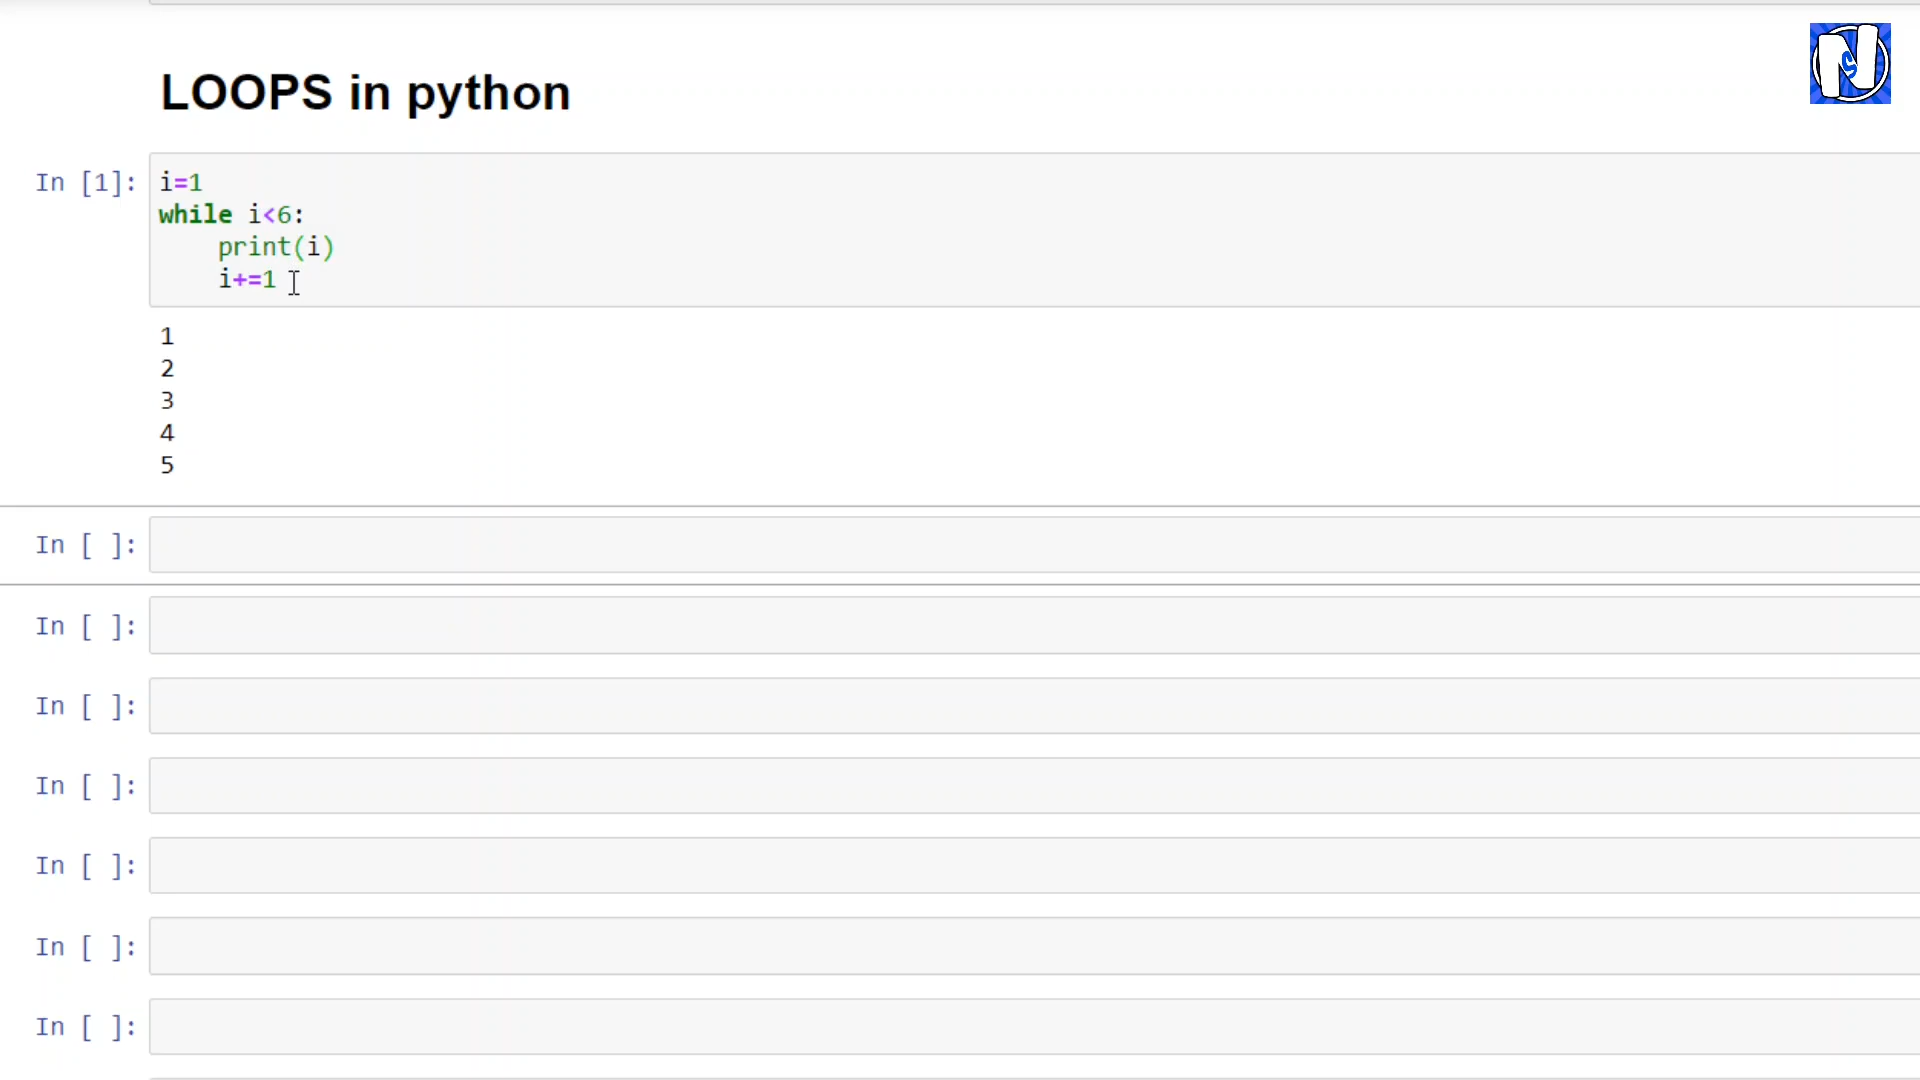 LOOPS in python
In [1]:
i=1
while i<6:
    print(i)
    i+=1
1
2
3
4
5
In [ ]:
In [ ]:
In [ ]:
In [ ]:
In [ ]:
In [ ]:
In [ ]:
N
S